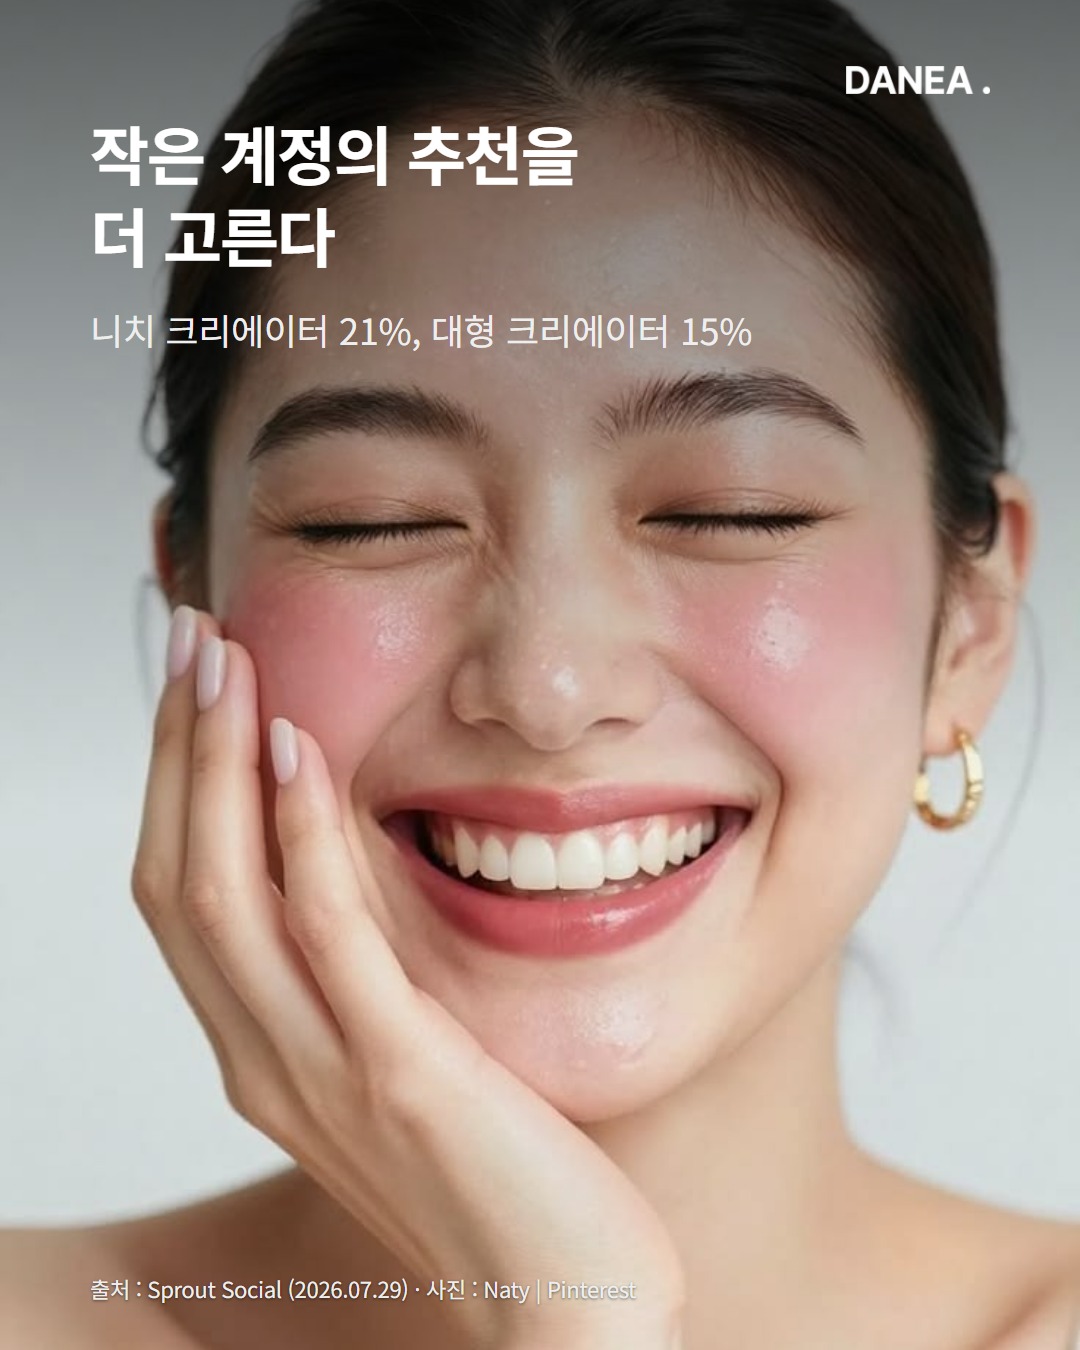 DANEA .
작은 계정의 추천을
더 고른다
니치 크리에이터 21%, 대형 크리에이터 15%
출처 : Sprout Social (2026.07.29) · 사진 : Naty | Pinterest